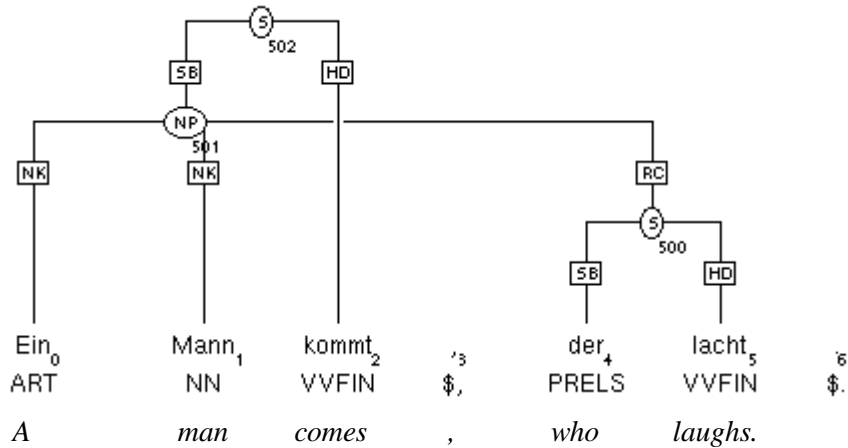 S
502
SB HD
NP
501
NK NK RC
S
500
SB HD
Ein0 Mann1 kommt2 ,3 der4 lacht5 .6
ART NN VVFIN $, PRELS VVFIN $.
A man comes , who laughs.